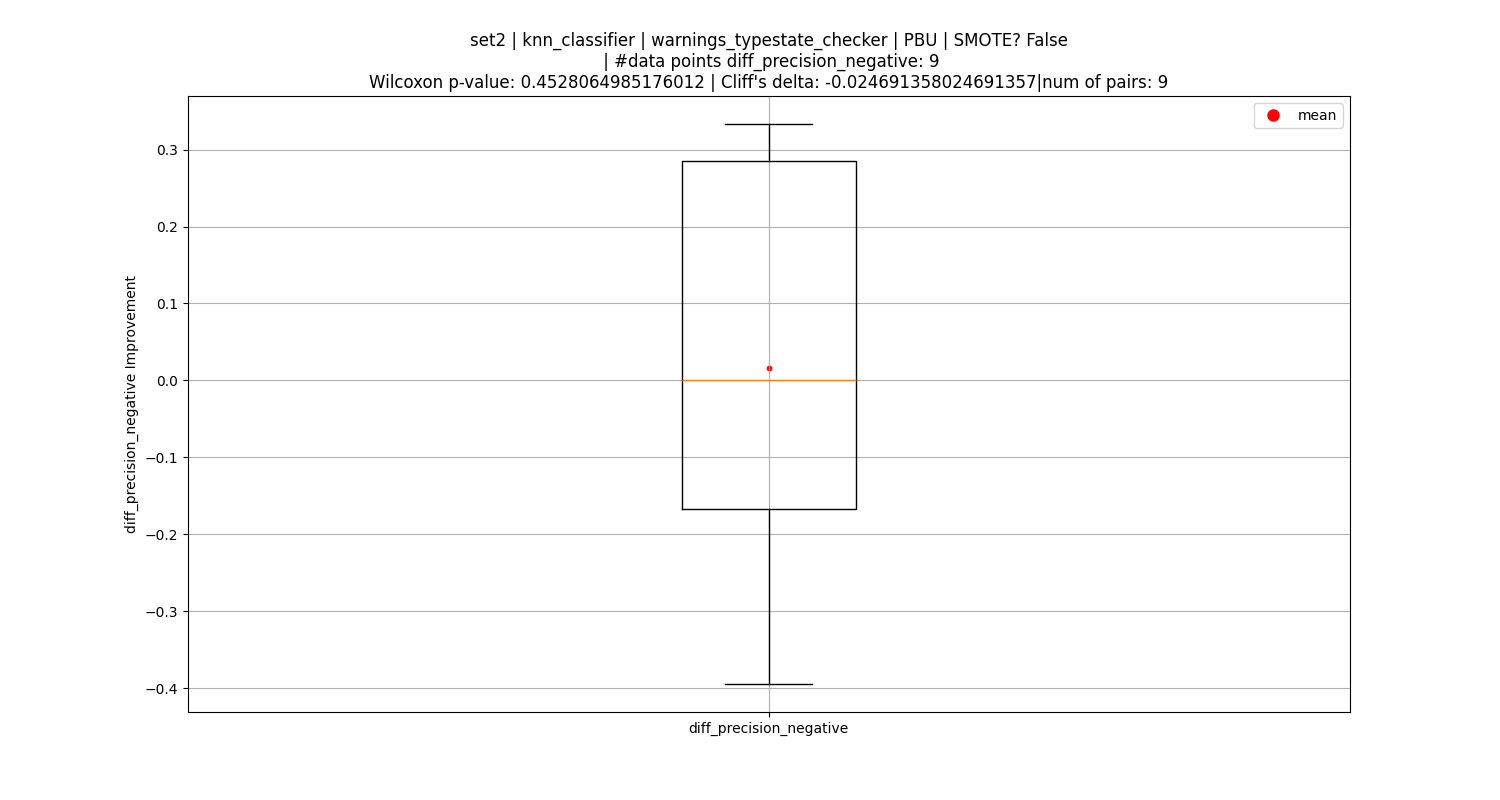 set2 | knn_classifier | warnings_typestate_checker | PBU | SMOTE? False
| #data points diff_precision_negative: 9
Wilcoxon p-value: 0.4528064985176012 | Cliff's delta: -0.024691358024691357|num of pairs: 9
mean
0.3
0.2
0.1
0.0
−0.1
−0.2
−0.3
−0.4
diff_precision_negative Improvement
diff_precision_negative